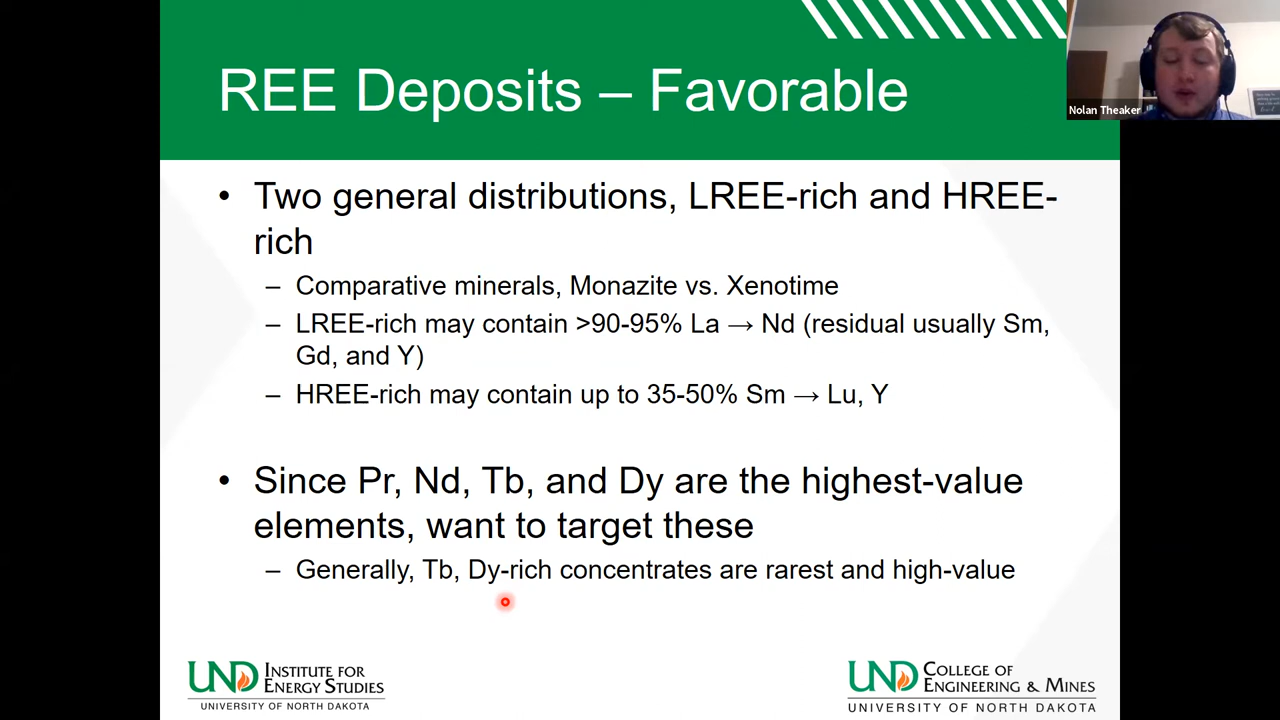 REE Deposits – Favorable
Nolan Theaker
• Two general distributions, LREE-rich and HREE-
rich
– Comparative minerals, Monazite vs. Xenotime
– LREE-rich may contain >90-95% La → Nd (residual usually Sm,
Gd, and Y)
– HREE-rich may contain up to 35-50% Sm → Lu, Y
• Since Pr, Nd, Tb, and Dy are the highest-value
elements, want to target these
– Generally, Tb, Dy-rich concentrates are rarest and high-value
UND INSTITUTE FOR
ENERGY STUDIES
UNIVERSITY OF NORTH DAKOTA
UND COLLEGE OF
ENGINEERING & MINES
UNIVERSITY OF NORTH DAKOTA